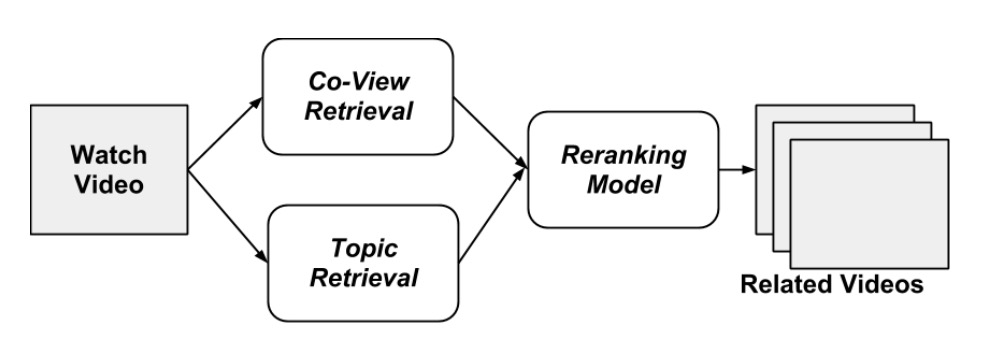 Watch
Video
Co-View
Retrieval
Topic
Retrieval
Reranking
Model
Related Videos